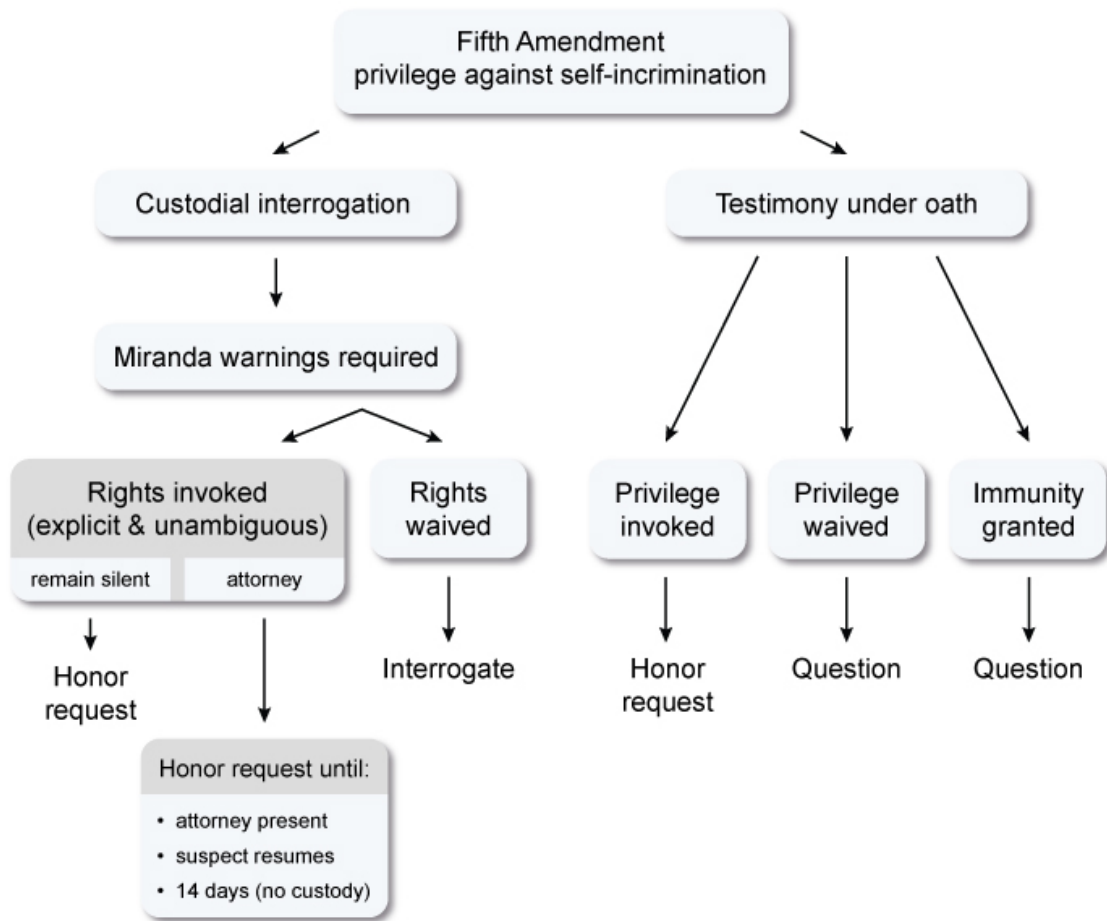 Fifth Amendment
privilege against self-incrimination
Custodial interrogation
Testimony under oath
Miranda warnings required
Rights invoked
(explicit & unambiguous)
remain silent
attorney
Rights
waived
Privilege
invoked
Privilege
waived
Immunity
granted
Honor
request
Interrogate
Honor
request
Question
Question
Honor request until:
• attorney present
• suspect resumes
• 14 days (no custody)